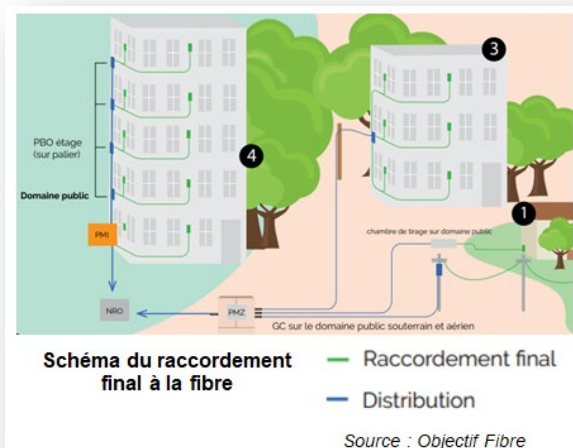 3
PBO étage
(sur palier)
4
Domaine public
1
PMI
chambre de tirage sur domaine public
NRO
PMZ
GC sur le domaine public souterrain et aérien
Schéma du raccordement
final à la fibre
Raccordement final
Distribution
Source : Objectif Fibre